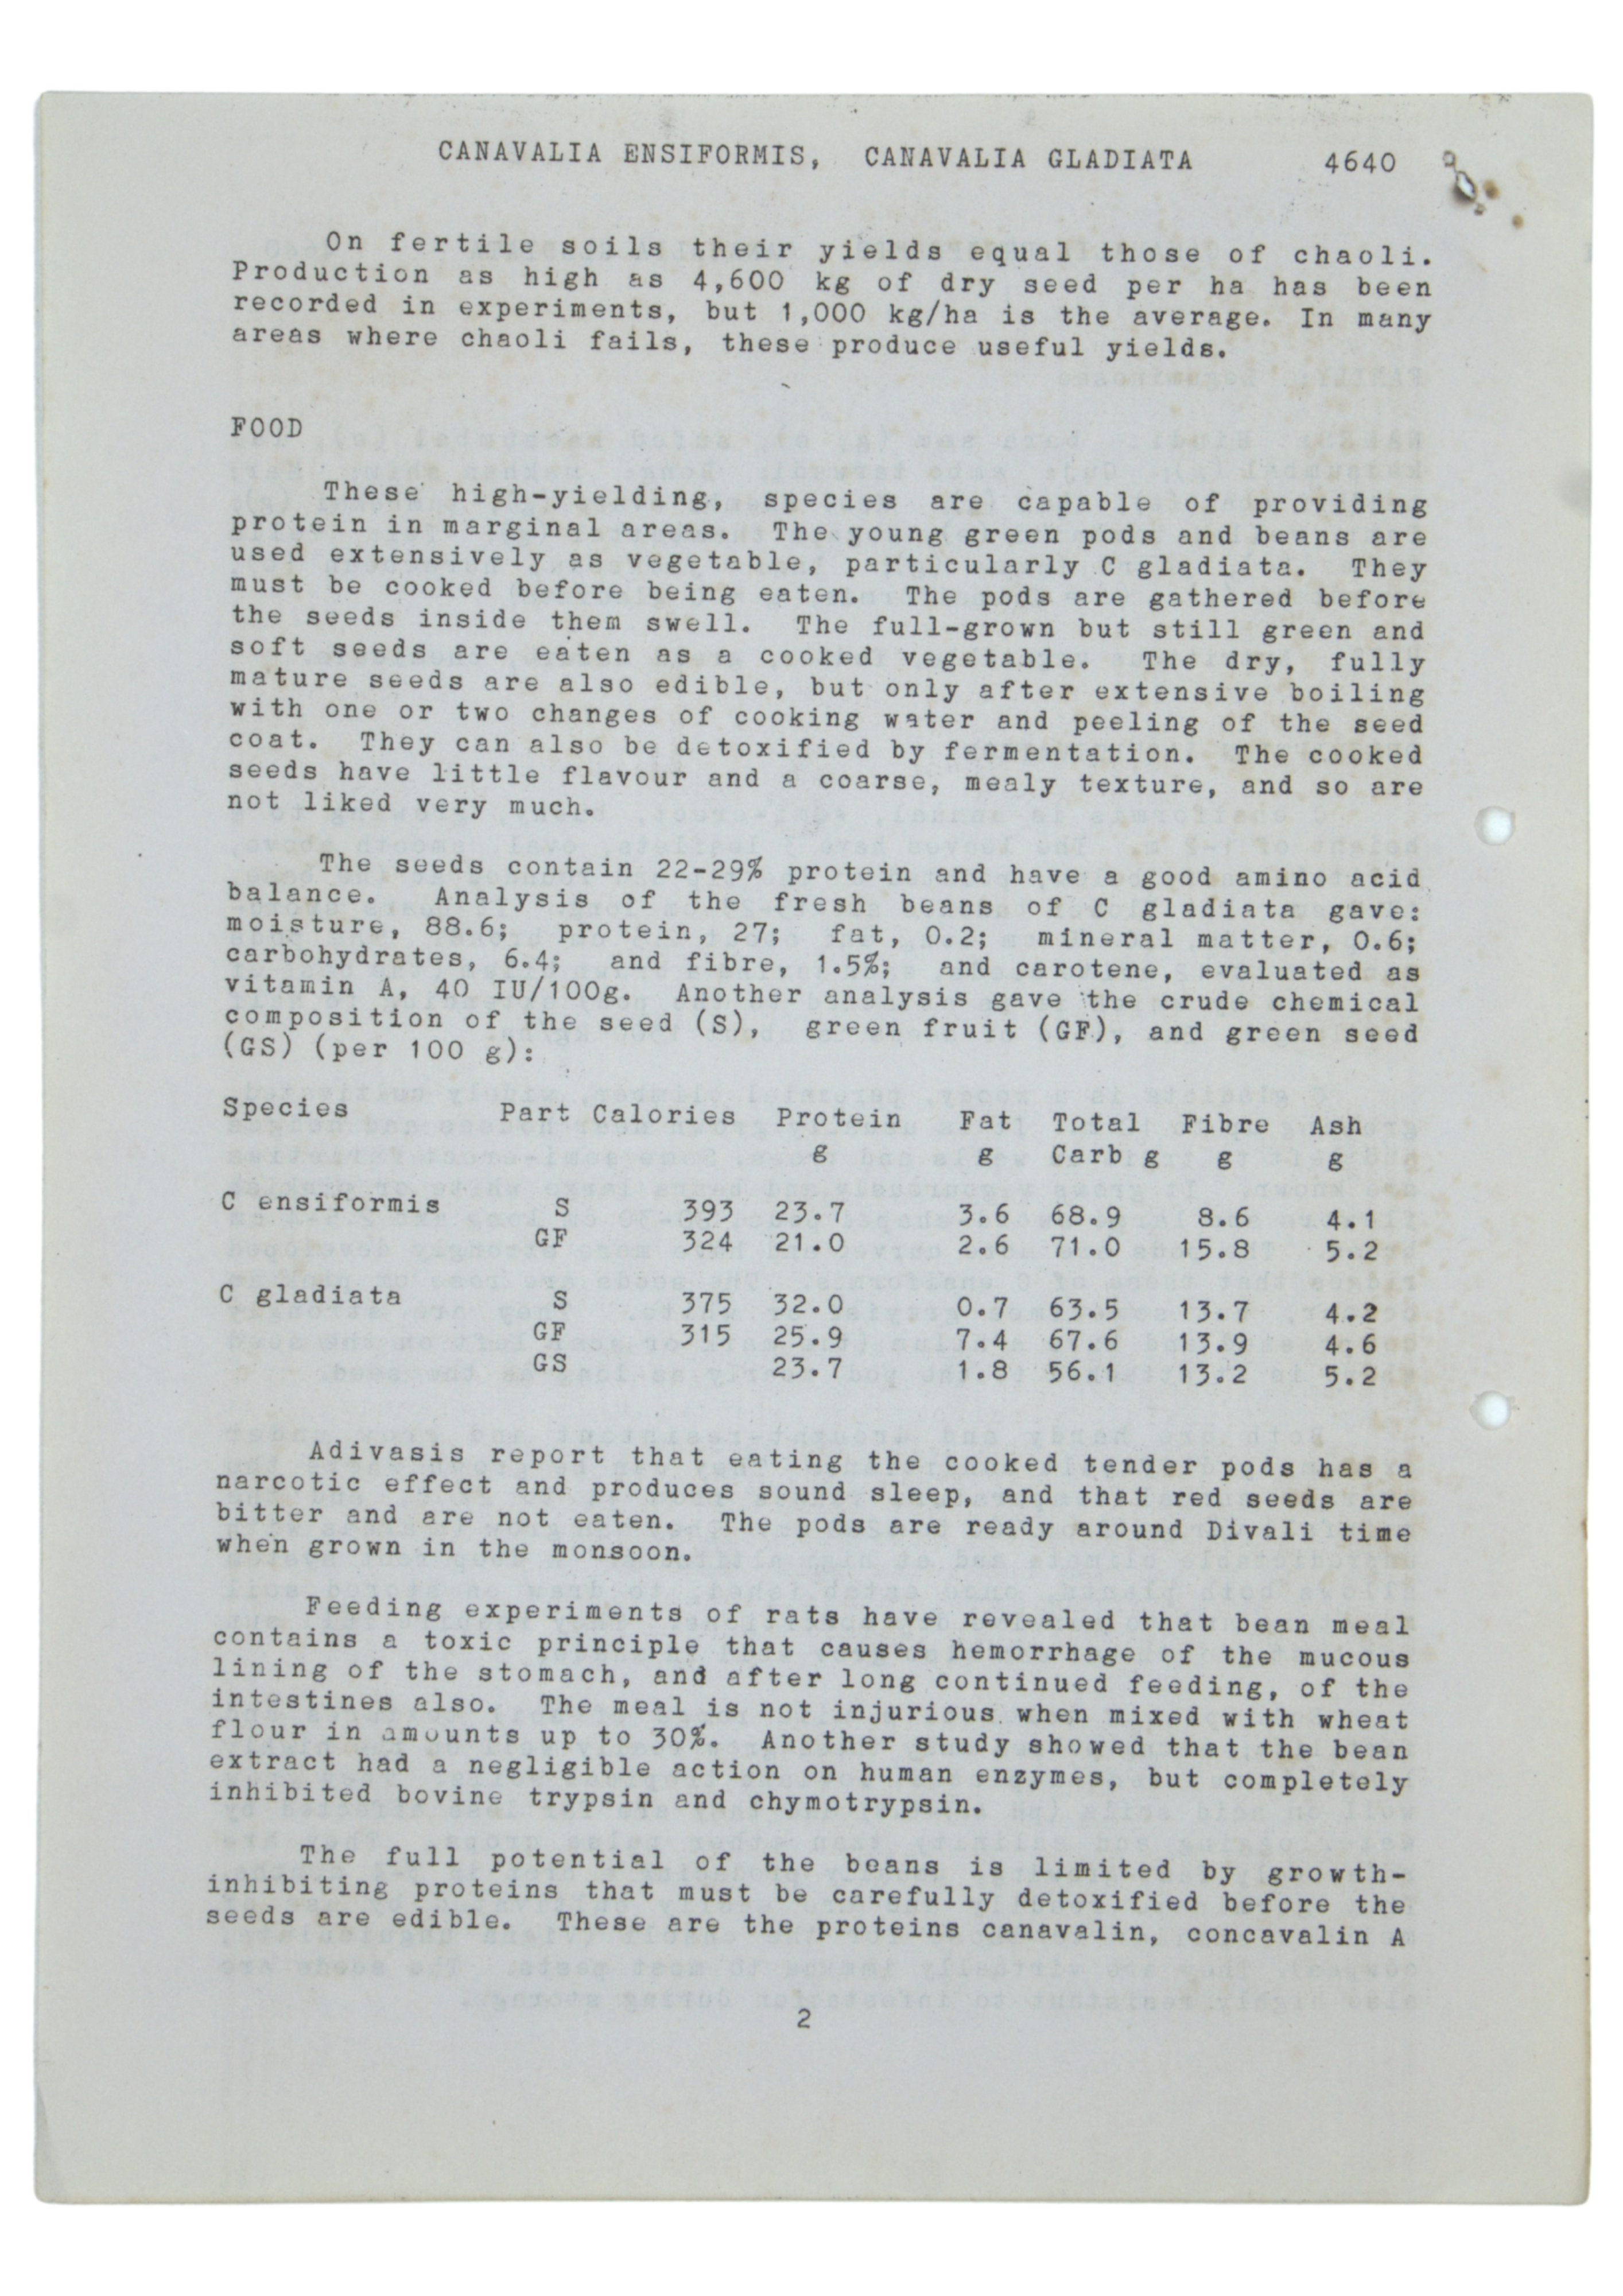 CANAVALIA ENSIFORMIS, CANAVALIA GLADIATA 4640
On fertile soils their yields equal those of chaoli.
Production as high as 4,600 kg of dry seed per ha has been
recorded in experiments, but 1,000 kg/ha is the average. In many
areas where chaoli fails, these produce useful yields.
FOOD
These high-yielding, species are capable of providing
protein in marginal areas. The young green pods and beans are
used extensively as vegetable, particularly C gladiata. They
must be cooked before being eaten. The pods are gathered before
the seeds inside them swell. The full-grown but still green and
soft seeds are eaten as a cooked vegetable. The dry, fully
mature seeds are also edible, but only after extensive boiling
with one or two changes of cooking water and peeling of the seed
coat. They can also be detoxified by fermentation. The cooked
seeds have little flavour and a coarse, mealy texture, and so are
not liked very much.
The seeds contain 22-29% protein and have a good amino acid
balance. Analysis of the fresh beans of C gladiata gave:
moisture, 88.6; protein, 27; fat, 0.2; mineral matter, 0.6;
carbohydrates, 6.4; and fibre, 1.5%; and carotene, evaluated as
vitamin A, 40 IU/100g. Another analysis gave the crude chemical
composition of the seed (S), green fruit (GF), and green seed
(GS) (per 100 g):
Species Part Calories Protein Fat Total Fibre Ash
g g Carb g g g
C ensiformis S 393 23.7 3.6 68.9 8.6 4.1
GF 324 21.0 2.6 71.0 15.8 5.2
C gladiata S 375 32.0 0.7 63.5 13.7 4.2
GF 315 25.9 7.4 67.6 13.9 4.6
GS 23.7 1.8 56.1 13.2 5.2
Adivasis report that eating the cooked tender pods has a
narcotic effect and produces sound sleep, and that red seeds are
bitter and are not eaten. The pods are ready around Divali time
when grown in the monsoon.
Feeding experiments of rats have revealed that bean meal
contains a toxic principle that causes hemorrhage of the mucous
lining of the stomach, and after long continued feeding, of the
intestines also. The meal is not injurious when mixed with wheat
flour in amounts up to 30%. Another study showed that the bean
extract had a negligible action on human enzymes, but completely
inhibited bovine trypsin and chymotrypsin.
The full potential of the beans is limited by growth-
inhibiting proteins that must be carefully detoxified before the
seeds are edible. These are the proteins canavalin, concavalin A
2